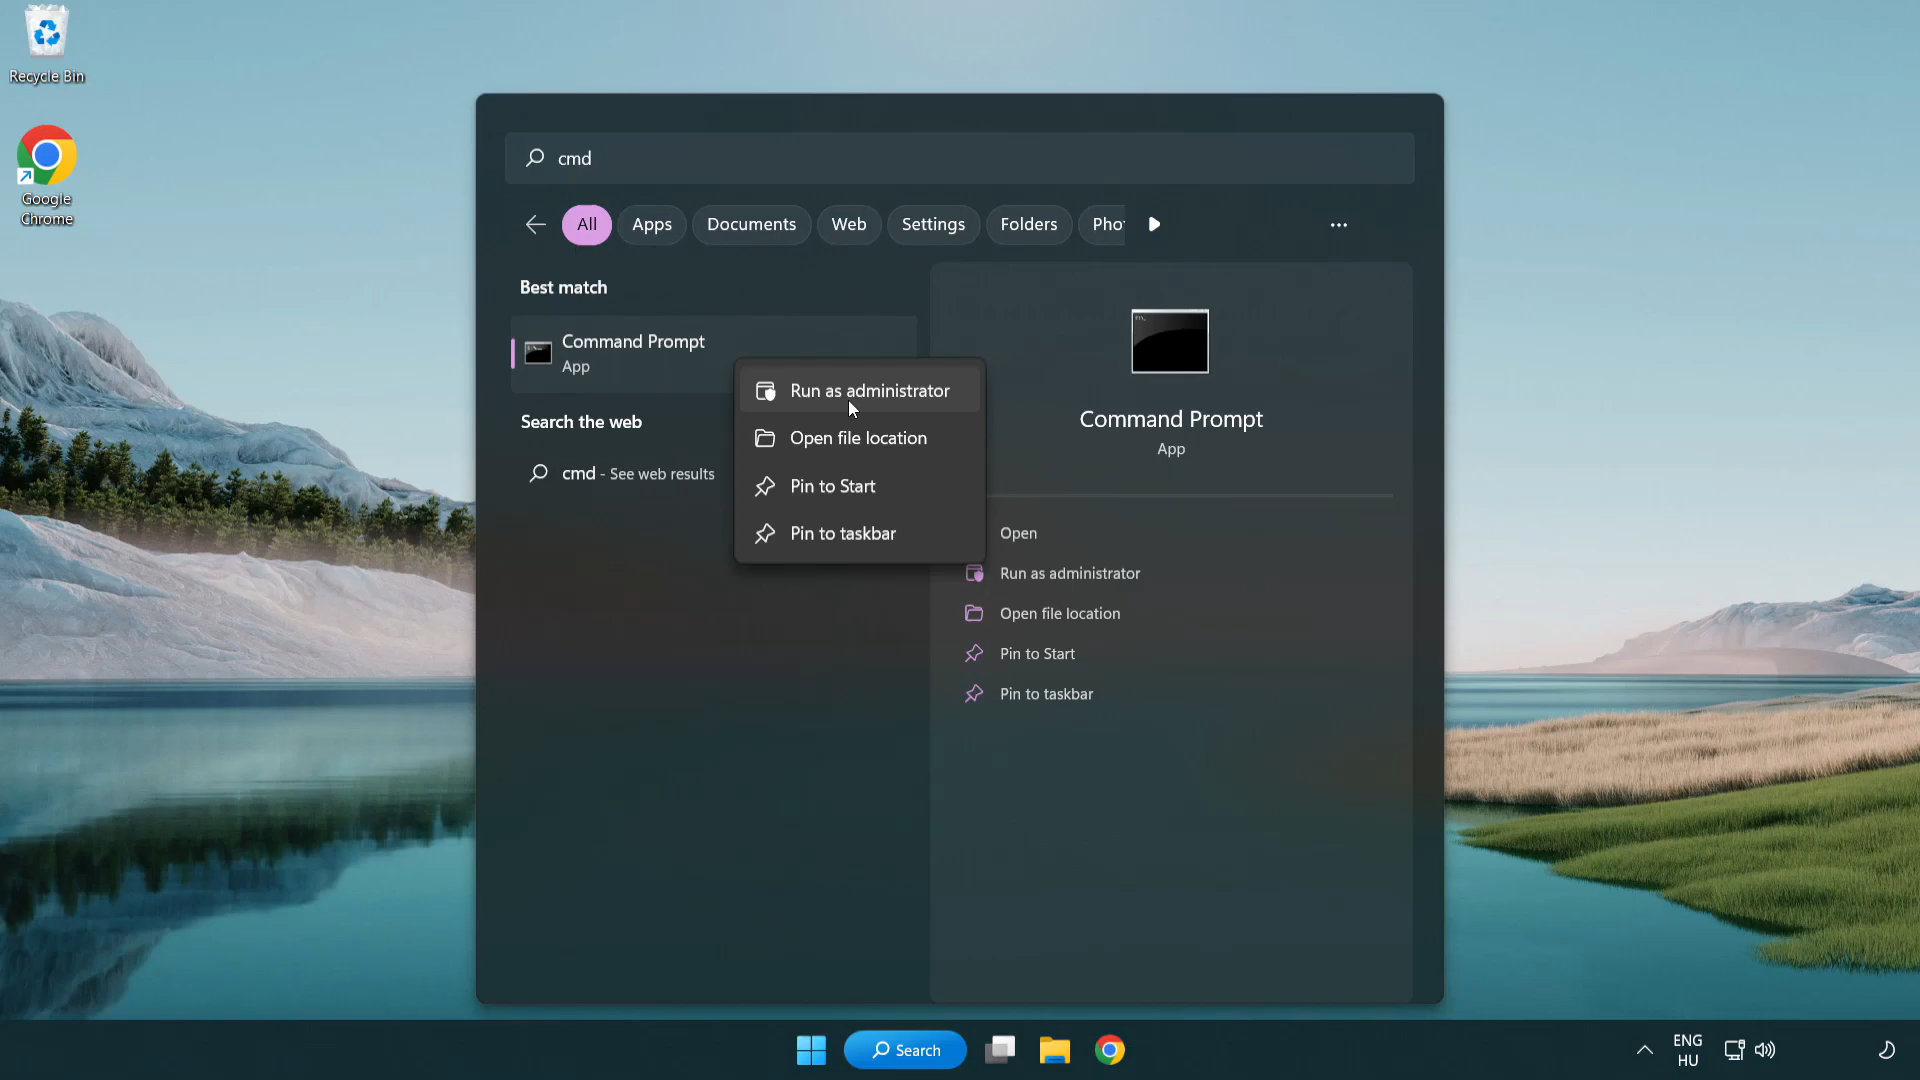 Recycle Bin
Google
Chrome
cmd
All
Apps
Documents
Web
Settings
Folders
Pho
Best match
Command Prompt
App
Search the web
cmd - See web results
Run as administrator
Open file location
Pin to Start
Pin to taskbar
Command Prompt
App
Open
Run as administrator
Open file location
Pin to Start
Pin to taskbar
Search
ENG
HU